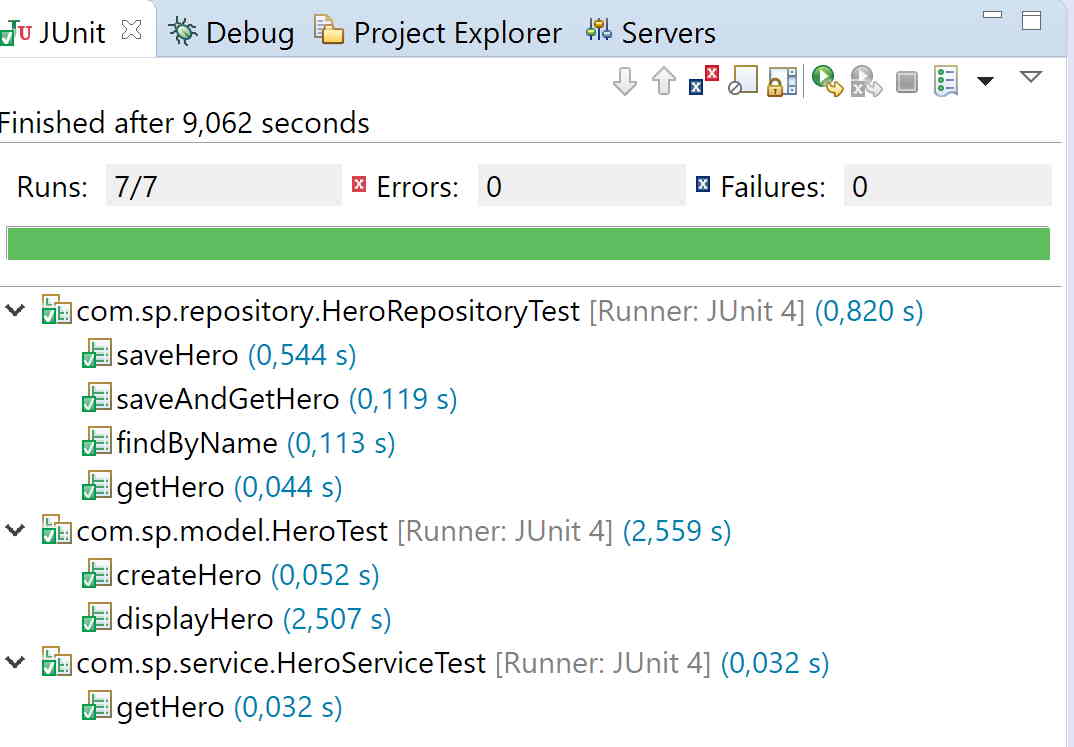 JUnit Debug Project Explorer Servers
Finished after 9,062 seconds
Runs: 7/7 Errors: 0 Failures: 0
com.sp.repository.HeroRepositoryTest [Runner: JUnit 4] (0,820 s)
saveHero (0,544 s)
saveAndGetHero (0,119 s)
findByName (0,113 s)
getHero (0,044 s)
com.sp.model.HeroTest [Runner: JUnit 4] (2,559 s)
createHero (0,052 s)
displayHero (2,507 s)
com.sp.service.HeroServiceTest [Runner: JUnit 4] (0,032 s)
getHero (0,032 s)